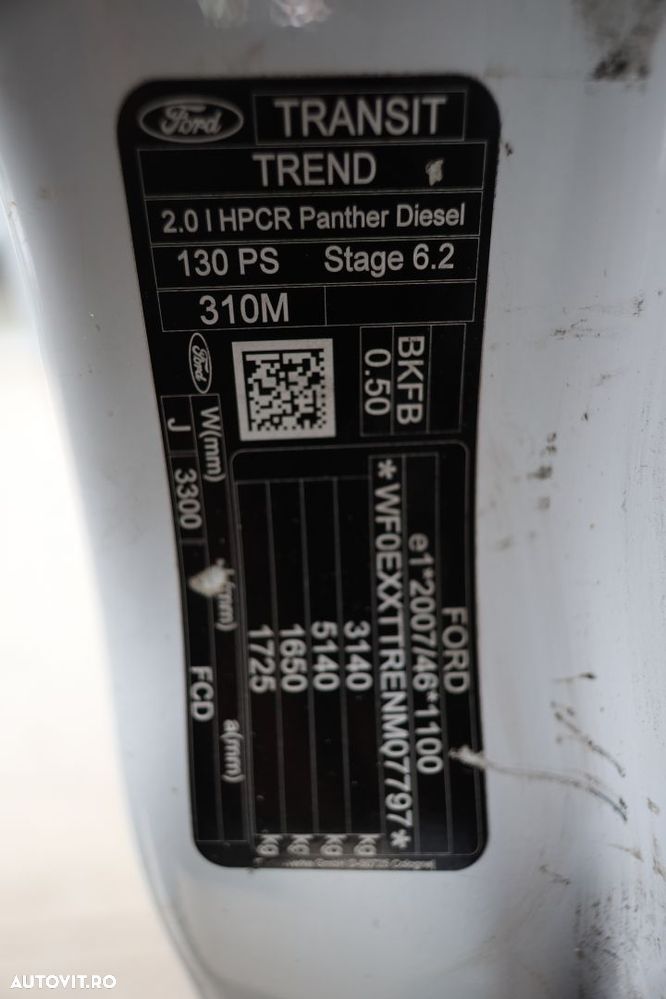 Ford TRANSIT
TREND
2.0 l HPCR Panther Diesel
130 PS Stage 6.2
310M
Ford
BKFB
0.50
FORD
e1*2007/46*1100
*WF0EXXTTRENM07797*
3140 kg
5140 kg
1650 kg
1725 kg
W(mm) (mm) a(mm)
J 3300 FCD
AUTOVIT.RO